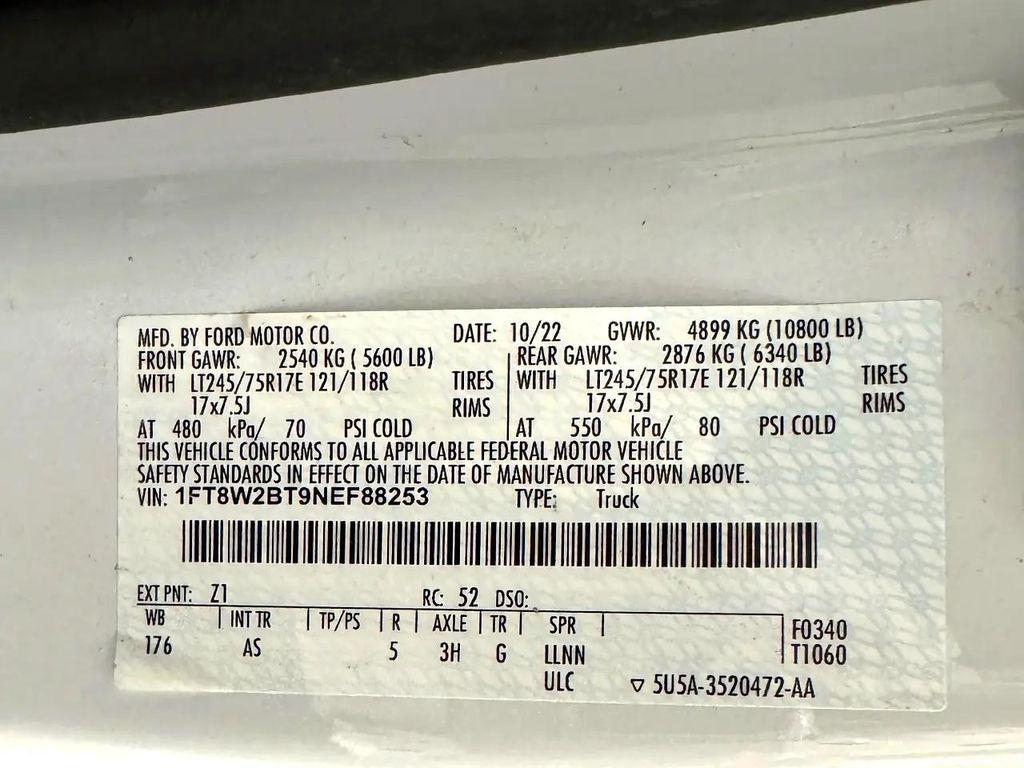 MFD. BY FORD MOTOR CO. DATE: 10/22 GVWR: 4899 KG (10800 LB)
FRONT GAWR: 2540 KG ( 5600 LB) REAR GAWR: 2876 KG ( 6340 LB)
WITH LT245/75R17E 121/118R TIRES WITH LT245/75R17E 121/118R TIRES
17x7.5J RIMS 17x7.5J RIMS
AT 480 kPa/ 70 PSI COLD AT 550 kPa/ 80 PSI COLD
THIS VEHICLE CONFORMS TO ALL APPLICABLE FEDERAL MOTOR VEHICLE
SAFETY STANDARDS IN EFFECT ON THE DATE OF MANUFACTURE SHOWN ABOVE.
VIN: 1FT8W2BT9NEF88253 TYPE: Truck
EXT PNT: Z1 RC: 52 DSO:
WB INT TR TP/PS R AXLE TR SPR F0340
176 AS 5 3H G LLNN T1060
ULC ▽ 5U5A-3520472-AA